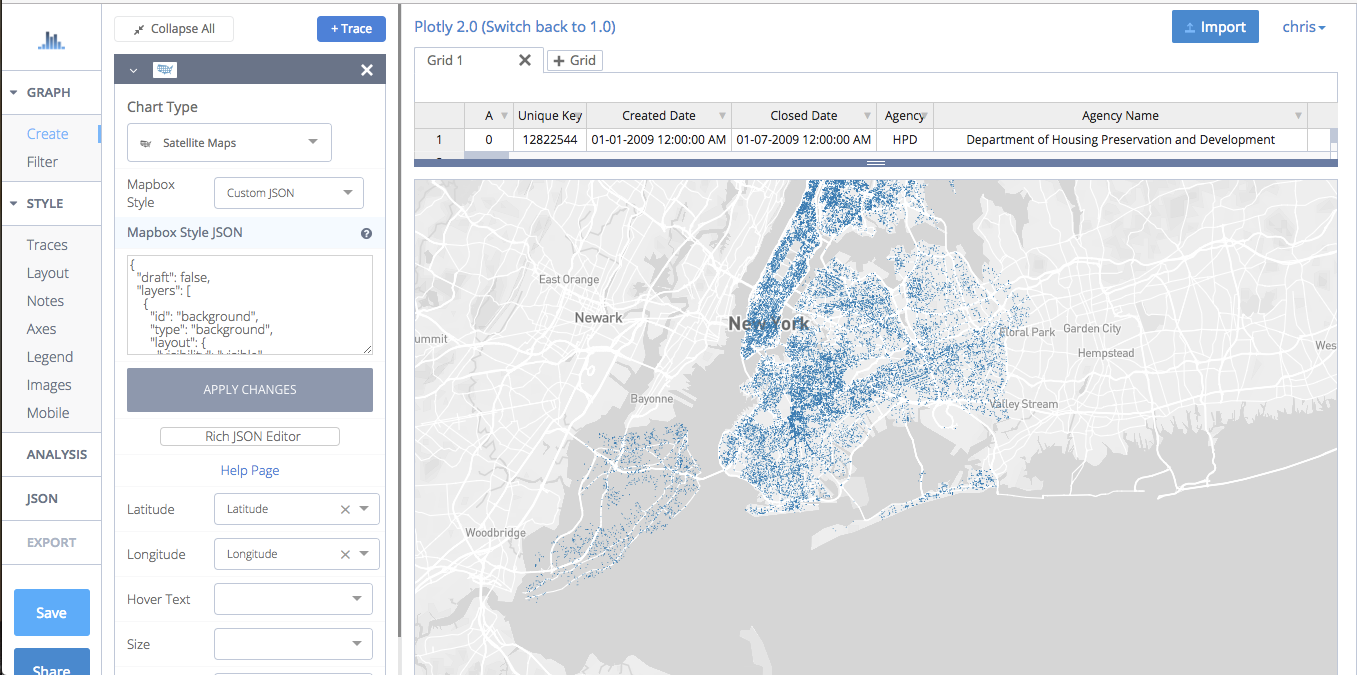 Collapse All
+ Trace
GRAPH
Create
Filter
STYLE
Traces
Layout
Notes
Axes
Legend
Images
Mobile
ANALYSIS
JSON
EXPORT
Save
Share
Chart Type
Satellite Maps
Mapbox Style
Custom JSON
Mapbox Style JSON
{
"draft": false,
"layers": [
{
"id": "background",
"type": "background",
"layout": {
"visibility": "visible"
APPLY CHANGES
Rich JSON Editor
Help Page
Latitude
Latitude
Longitude
Longitude
Hover Text
Size
Plotly 2.0 (Switch back to 1.0)
Import
chris
Grid 1
+ Grid
A Unique Key Created Date Closed Date Agency Agency Name
1 0 12822544 01-01-2009 12:00:00 AM 01-07-2009 12:00:00 AM HPD Department of Housing Preservation and Development
East Orange
Newark
New York
ummit
Floral Park
Garden City
Hempstead
Wes
Bayonne
Valley Stream
Woodbridge